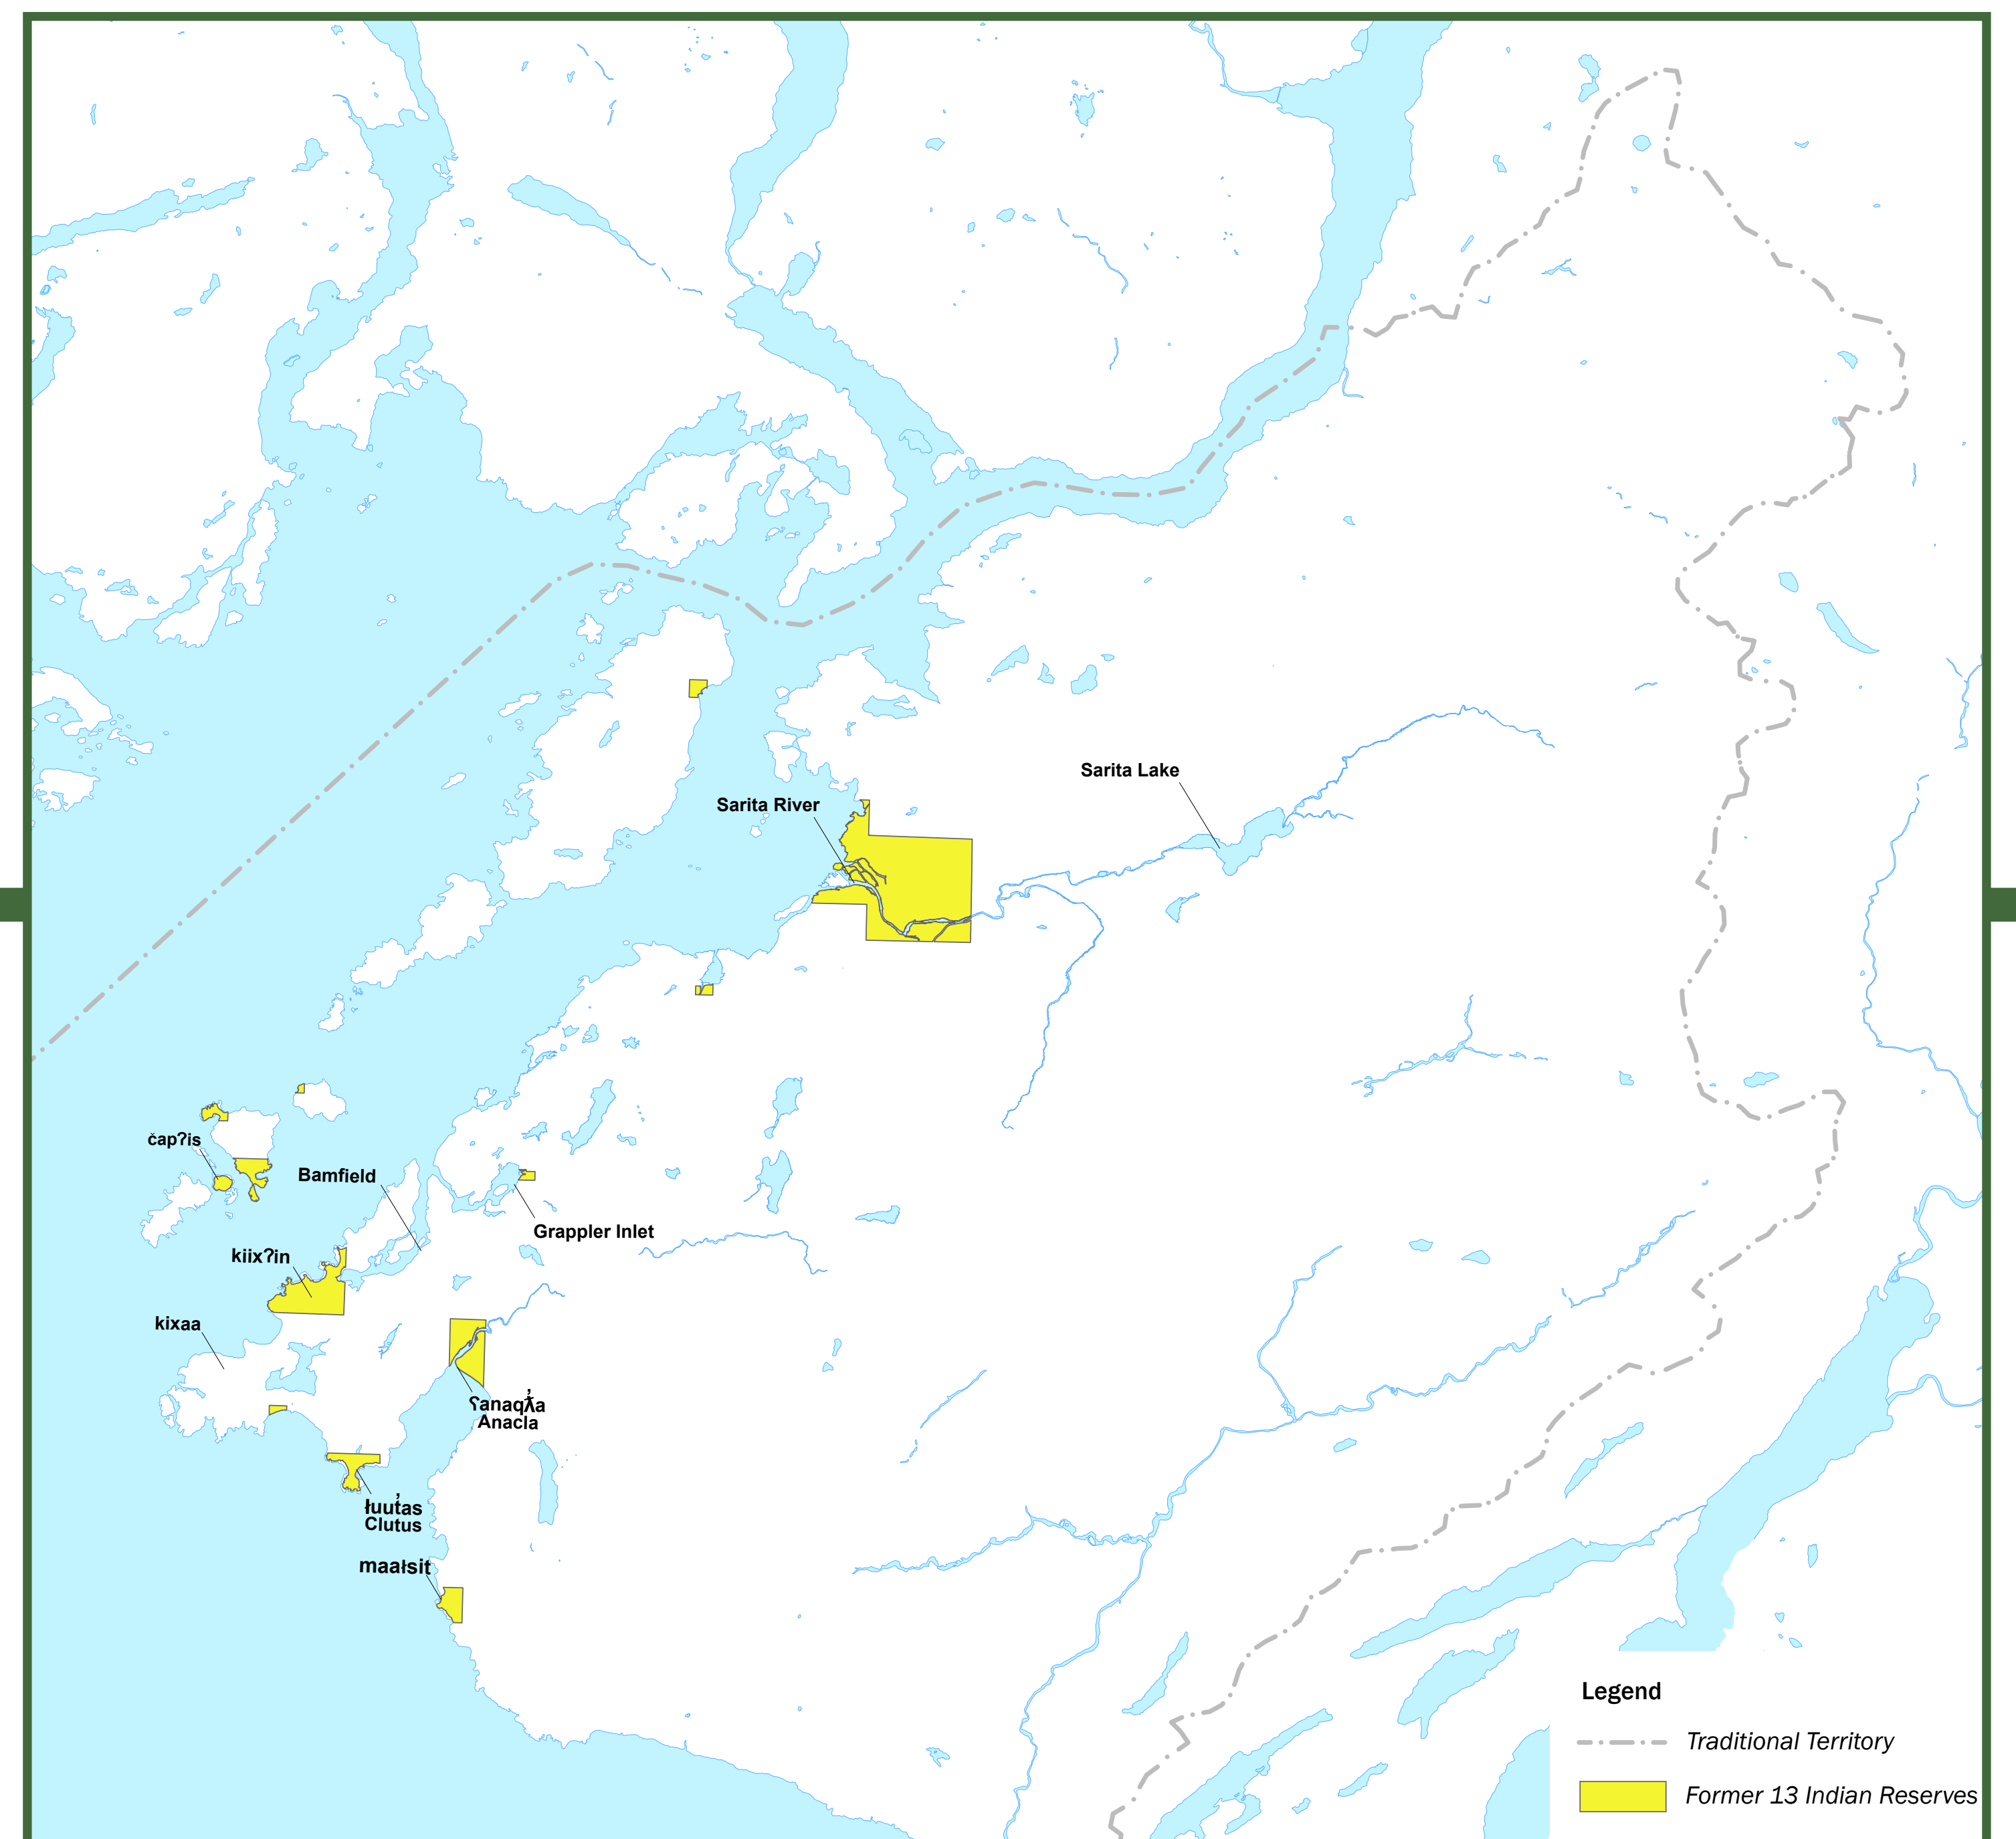 Sarita Lake
Sarita River
čapʔis
Bamfield
Grappler Inlet
kiixʔin
kixaa
ʕanaqƛ̓a
Anacla
łuut̓as
Clutus
maałsit
Legend
Traditional Territory
Former 13 Indian Reserves